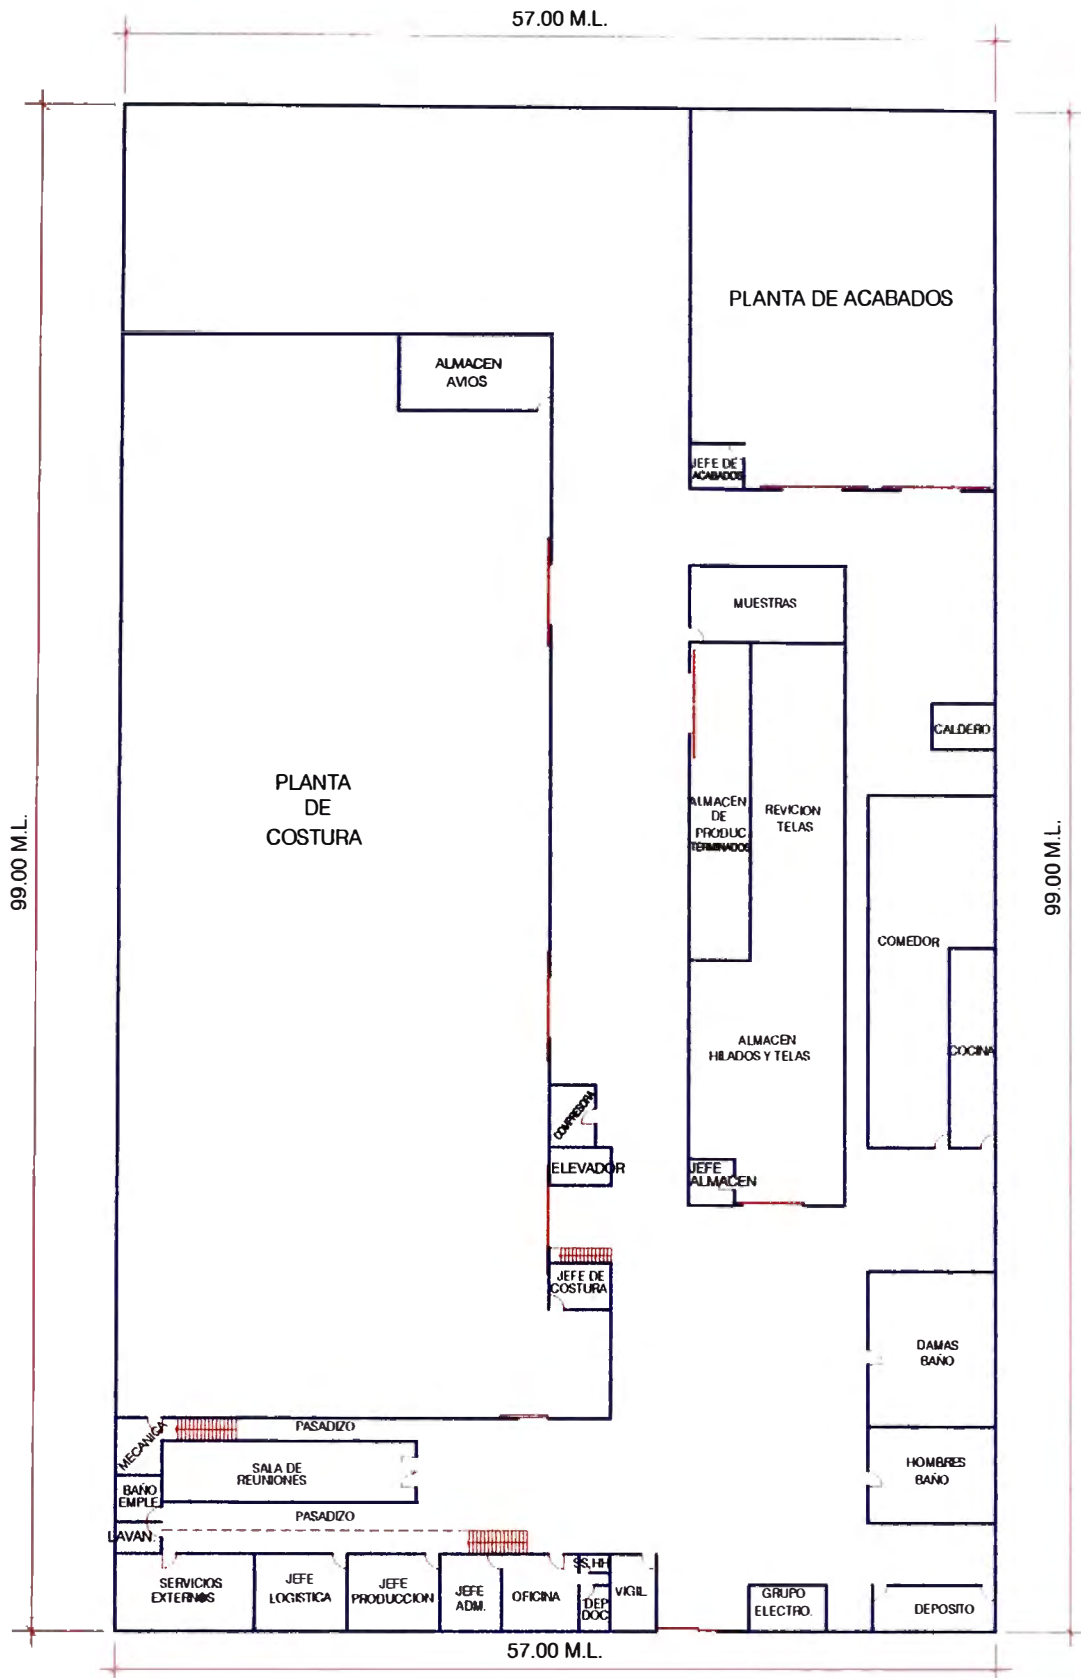 57.00 M.L.
PLANTA DE ACABADOS
ALMACEN
AVIOS
JEFE DE
ACABADOS
MUESTRAS
CALDERO
PLANTA
DE
COSTURA
ALMACEN
DE
PRODUC
TERMINADOS
REVICION
TELAS
99.00 M.L.
99.00 M.L.
COMEDOR
COCINA
ALMACEN
HILADOS Y TELAS
COMPRESORA
ELEVADOR
JEFE
ALMACEN
JEFE DE
COSTURA
DAMAS
BAÑO
MECANICA
PASADIZO
SALA DE
REUNIONES
HOMBRES
BAÑO
BAÑO
EMPLE
PASADIZO
LAVAN.
SERVICIOS
EXTERNOS
JEFE
LOGISTICA
JEFE
PRODUCCION
JEFE
ADM.
OFICINA
SS.HH
DEP
DOC
VIGIL
GRUPO
ELECTRO.
DEPOSITO
57.00 M.L.